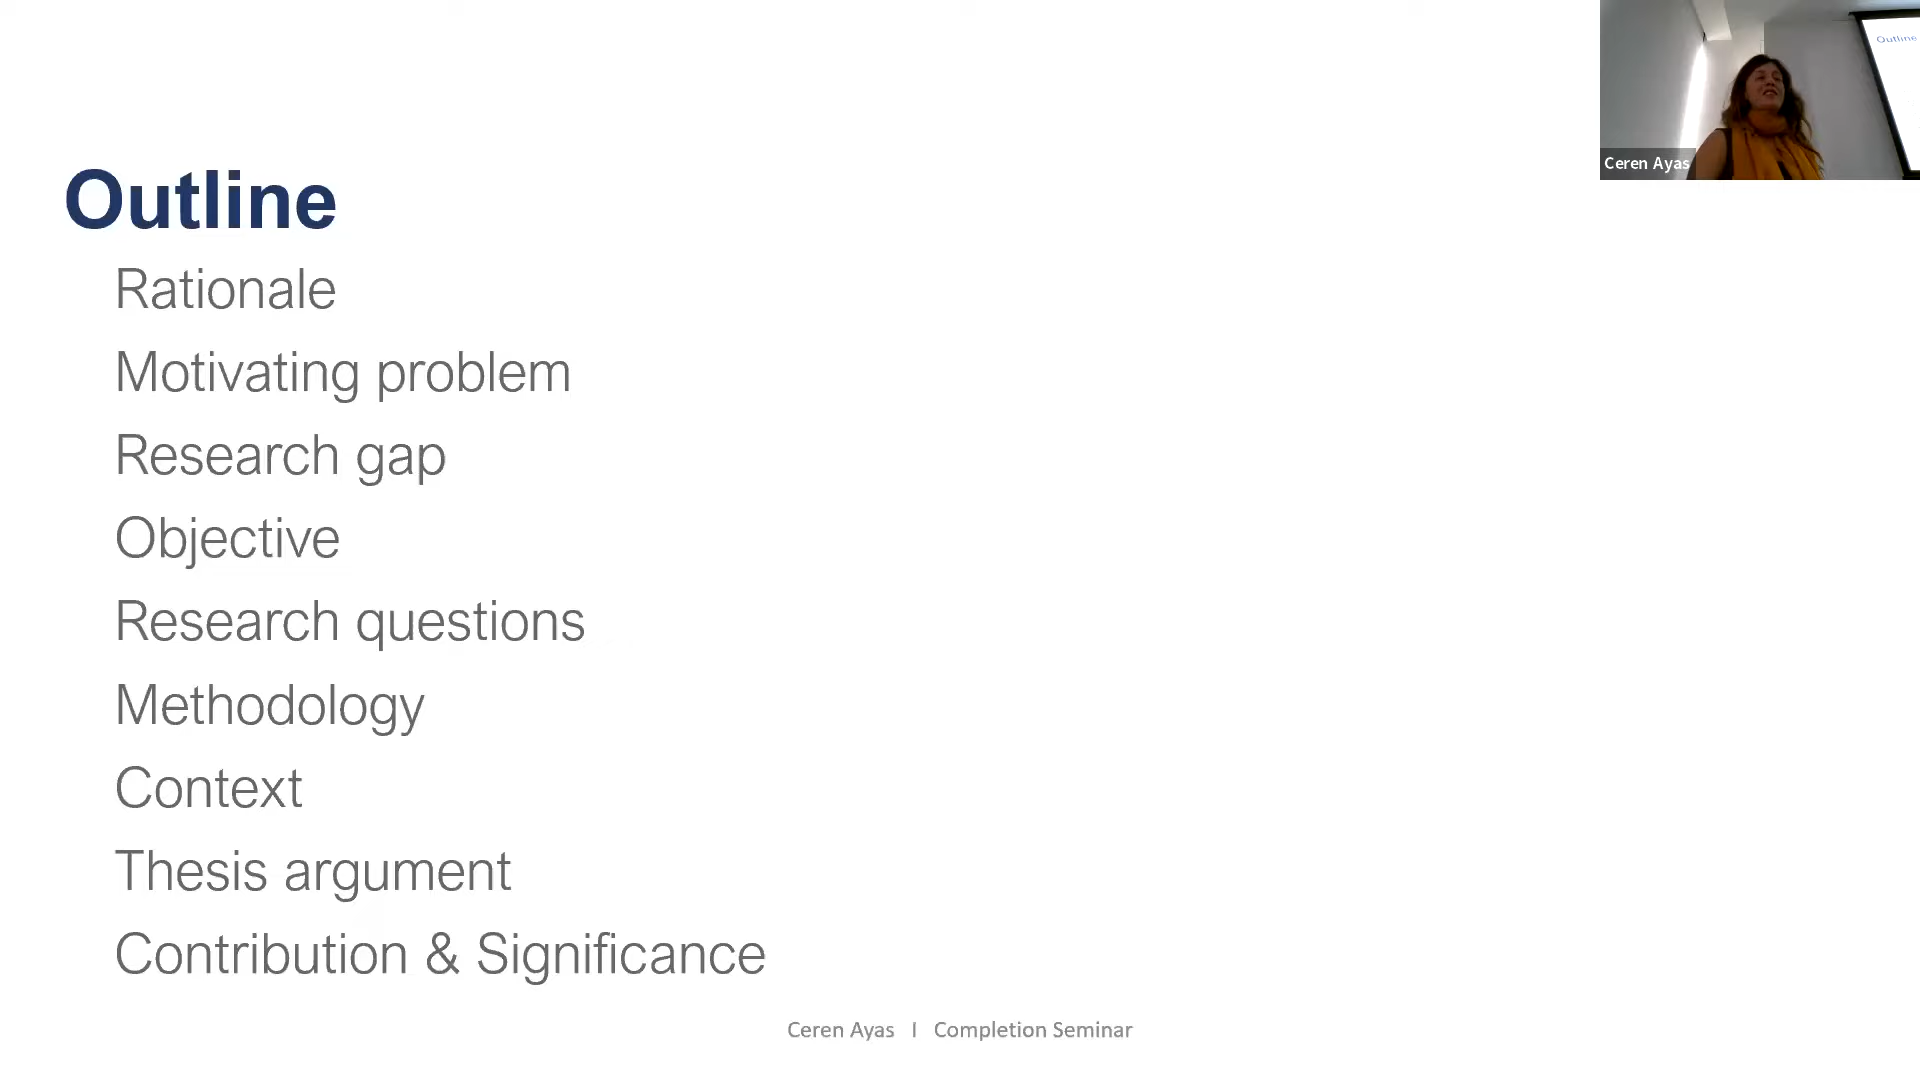 Outline
Rationale
Motivating problem
Research gap
Objective
Research questions
Methodology
Context
Thesis argument
Contribution & Significance
Ceren Ayas I Completion Seminar
Ceren Ayas
Outline